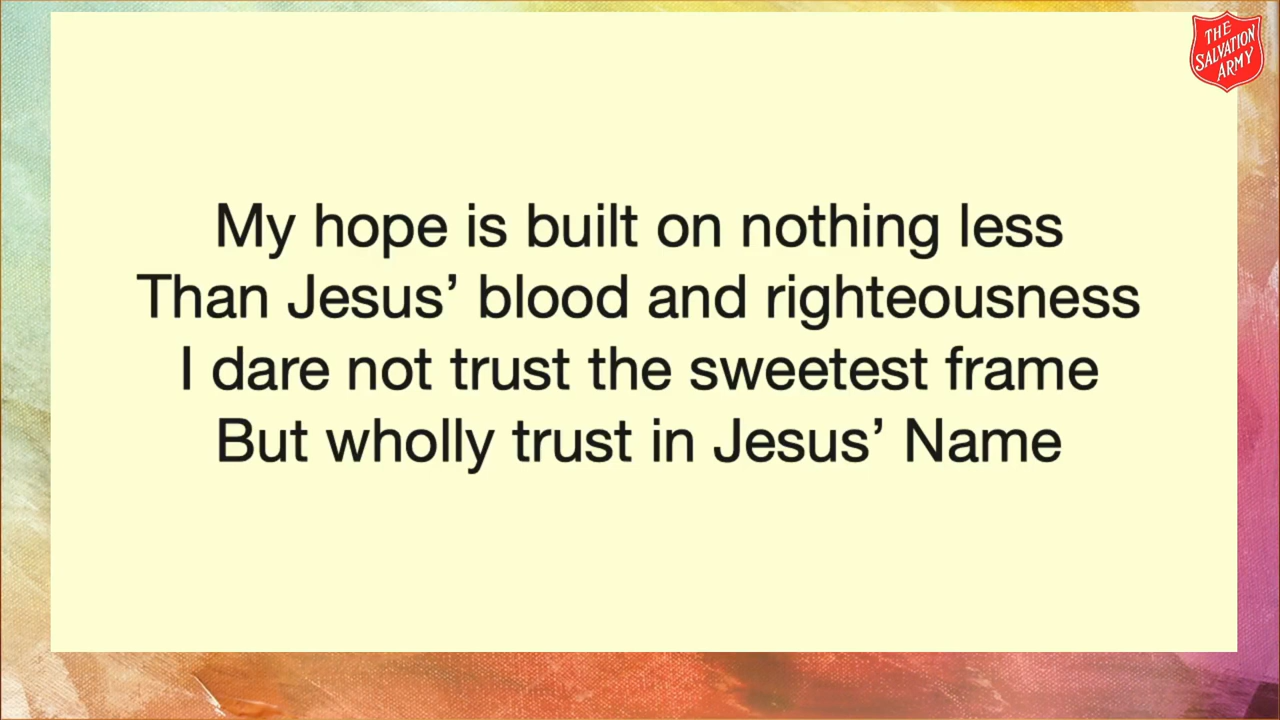 THE
SALVATION
ARMY
My hope is built on nothing less
Than Jesus’ blood and righteousness
I dare not trust the sweetest frame
But wholly trust in Jesus’ Name